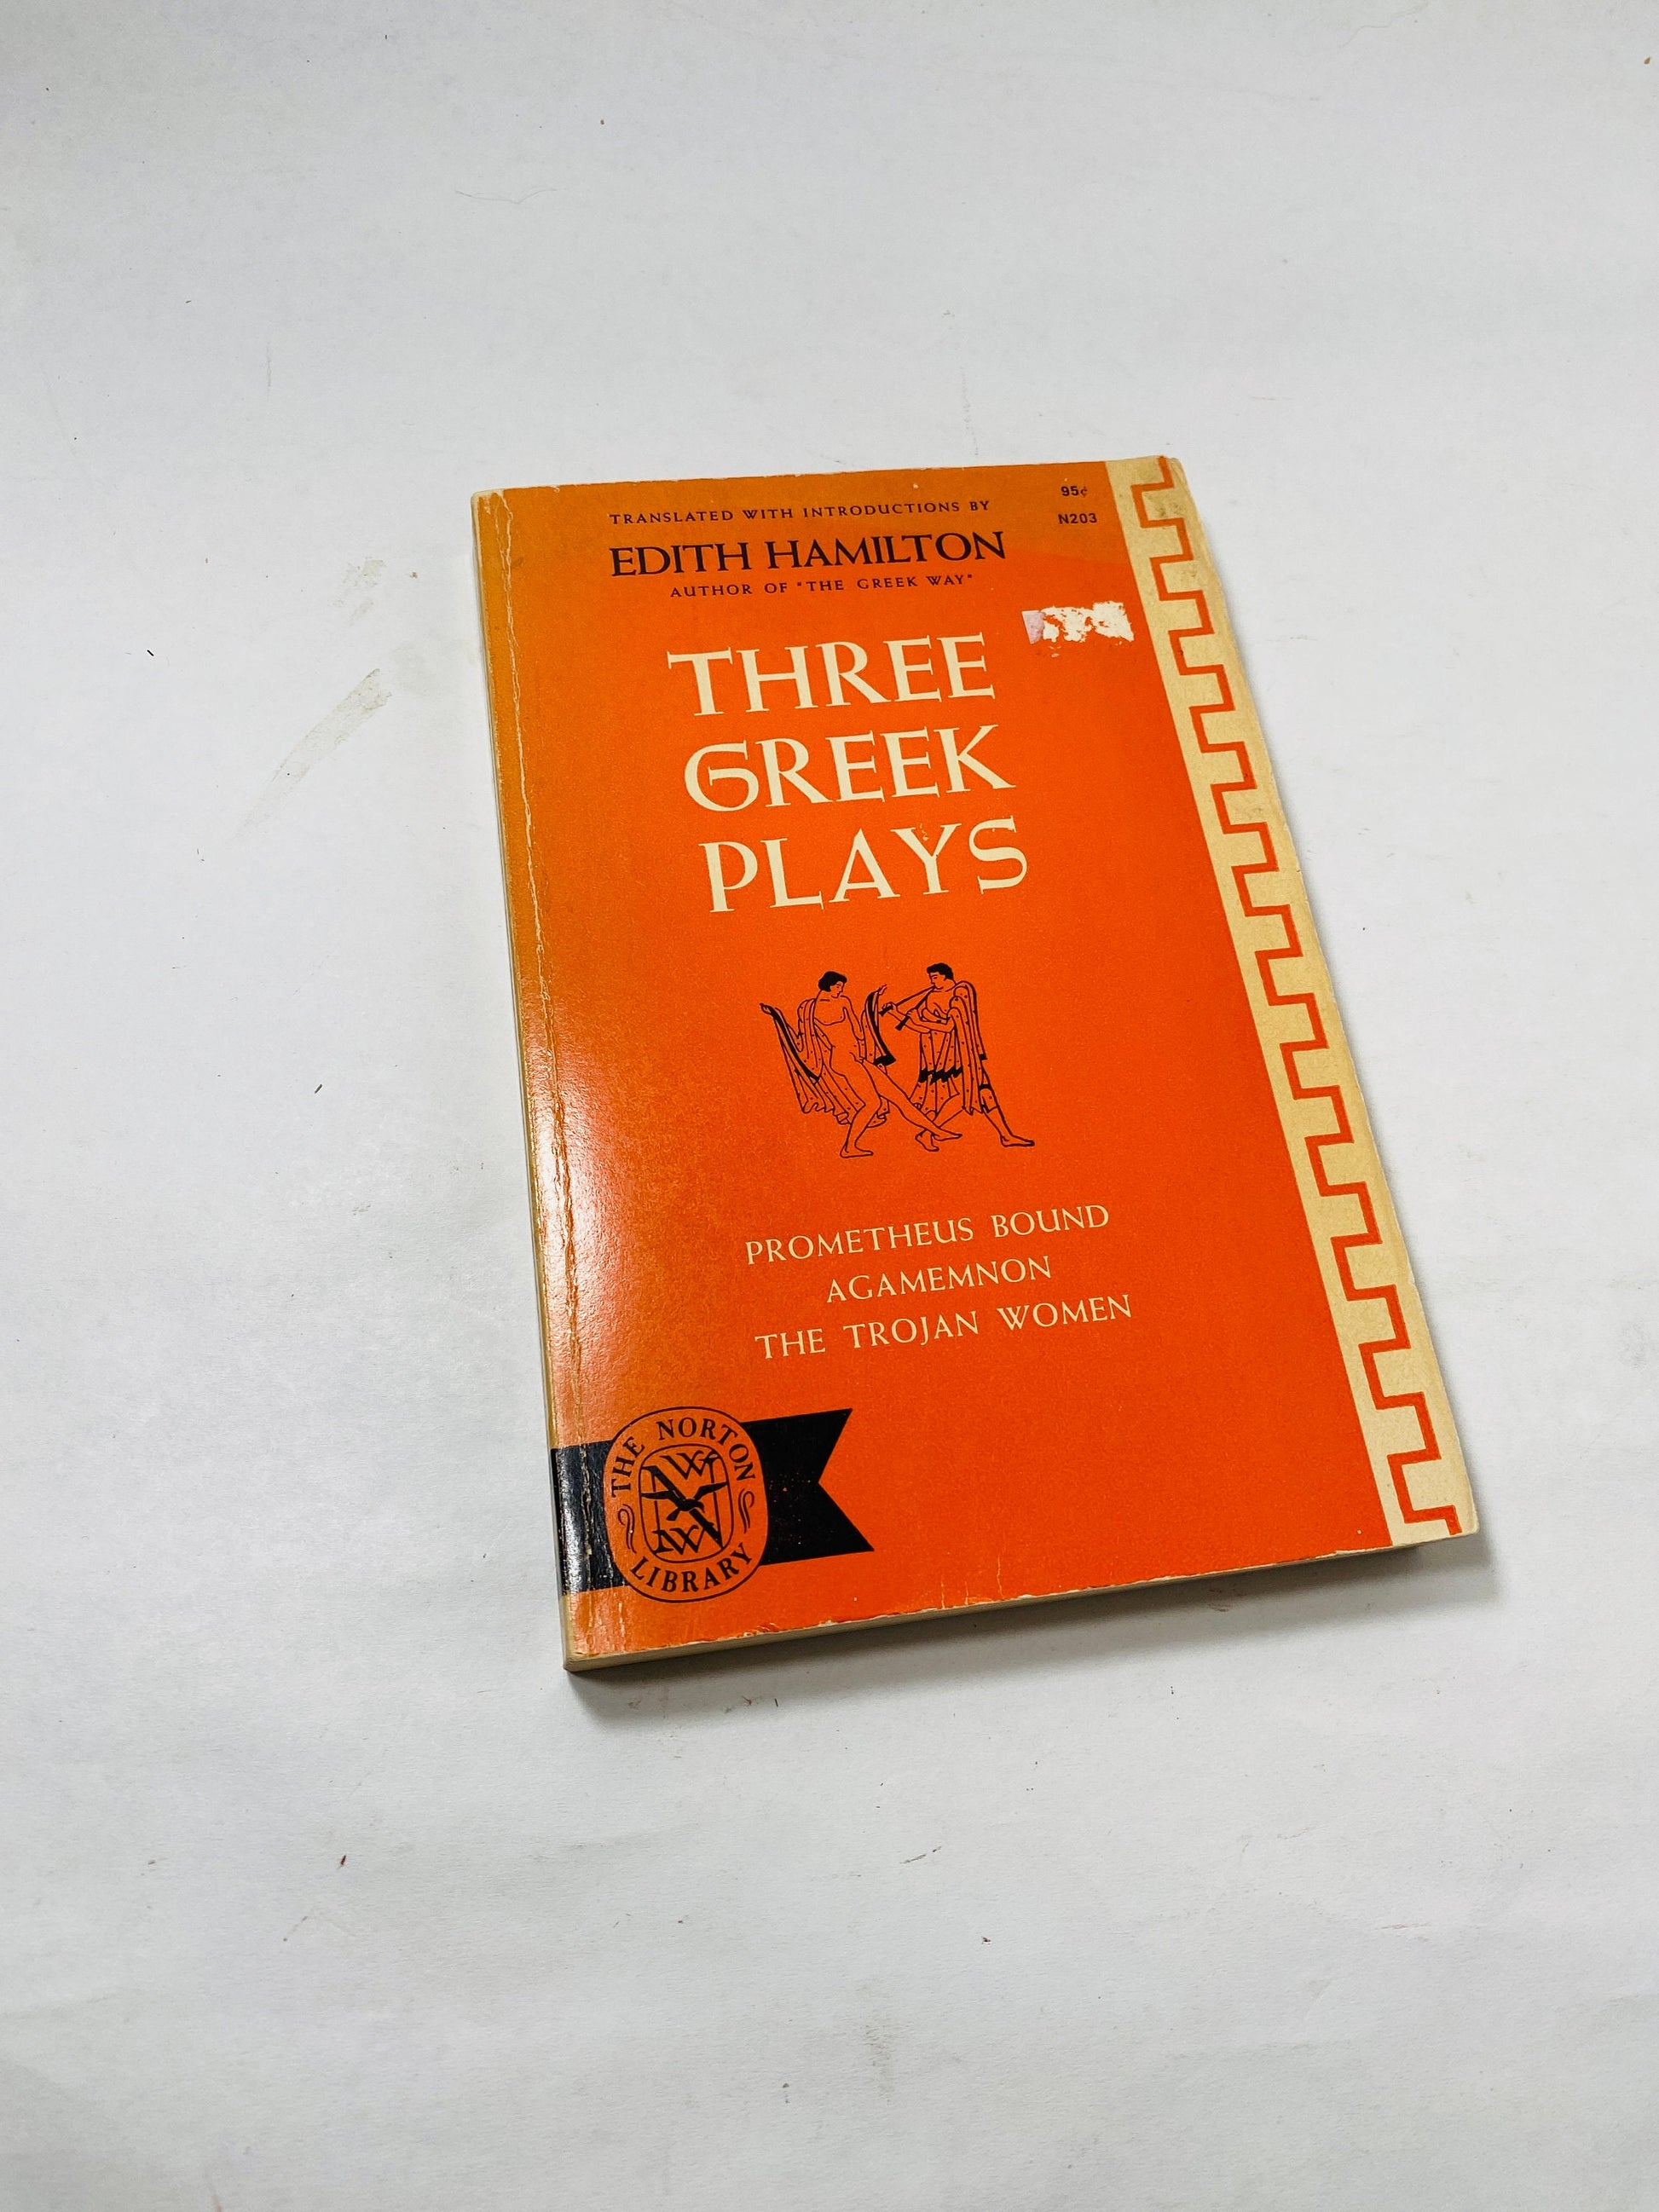 TRANSLATED WITH INTRODUCTIONS BY
EDITH HAMILTON
AUTHOR OF "THE GREEK WAY"
95¢
N203
THREE
GREEK
PLAYS
PROMETHEUS BOUND
AGAMEMNON
THE TROJAN WOMEN
THE NORTON
LIBRARY